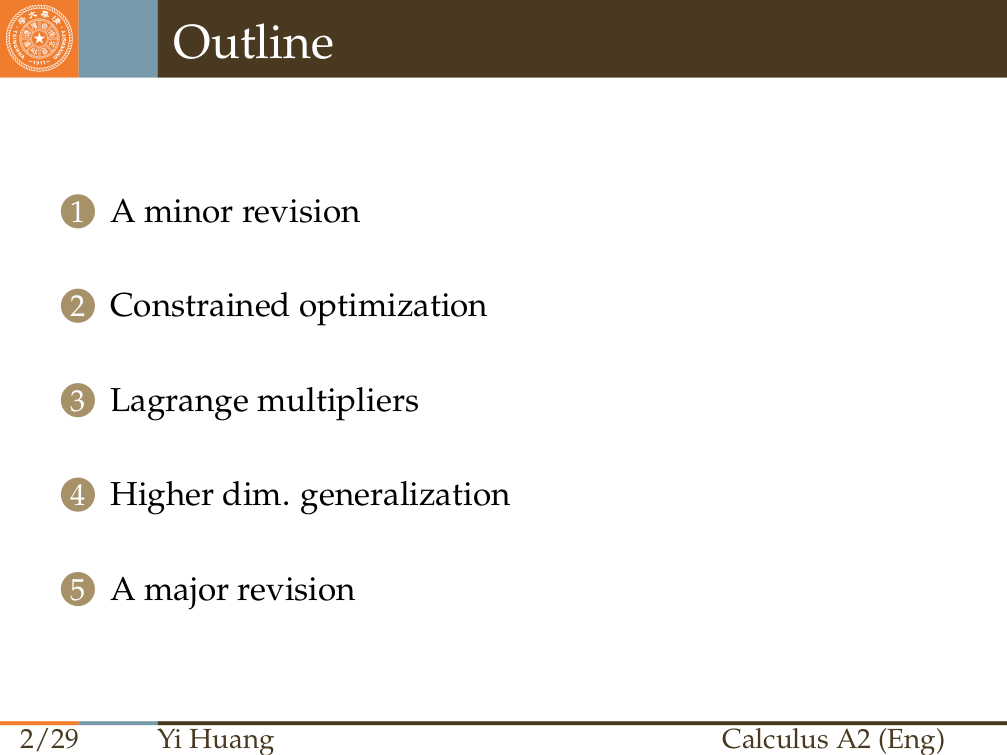 Outline
1 A minor revision
2 Constrained optimization
3 Lagrange multipliers
4 Higher dim. generalization
5 A major revision
2/29 Yi Huang Calculus A2 (Eng)